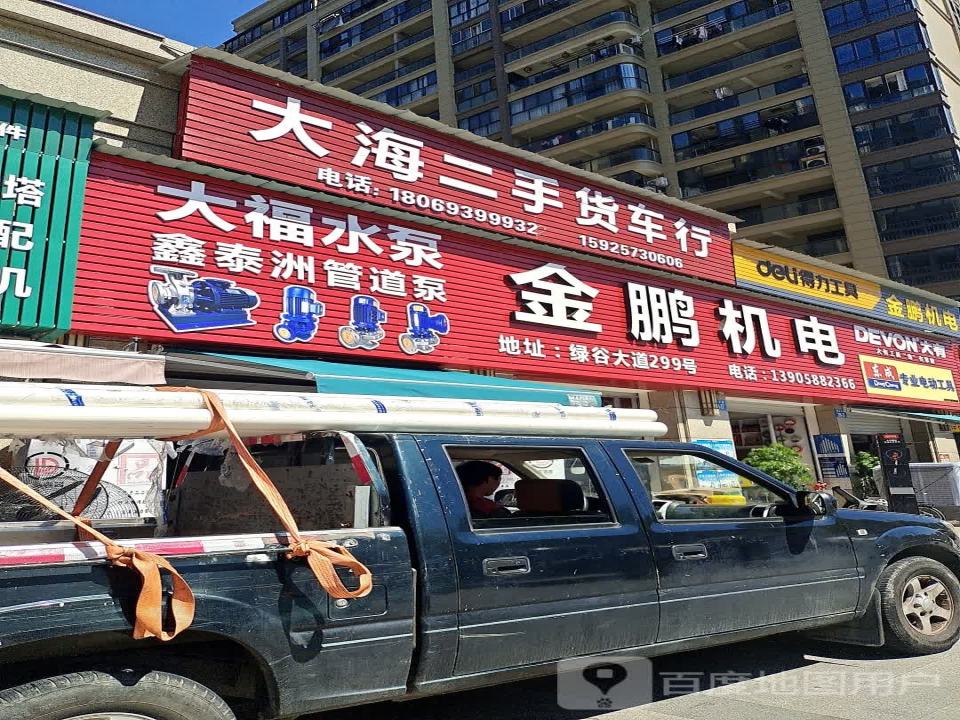 大海二手货车行
电话: 18069399932 15925730606
件
塔
配
几
大福水泵
鑫泰洲管道泵
金鹏机电
地址: 绿谷大道299号
电话: 13905882366
deli得力工具
金鹏机电
DEVON大有
东成
DongCheng
专业电动工具
百度地图用户